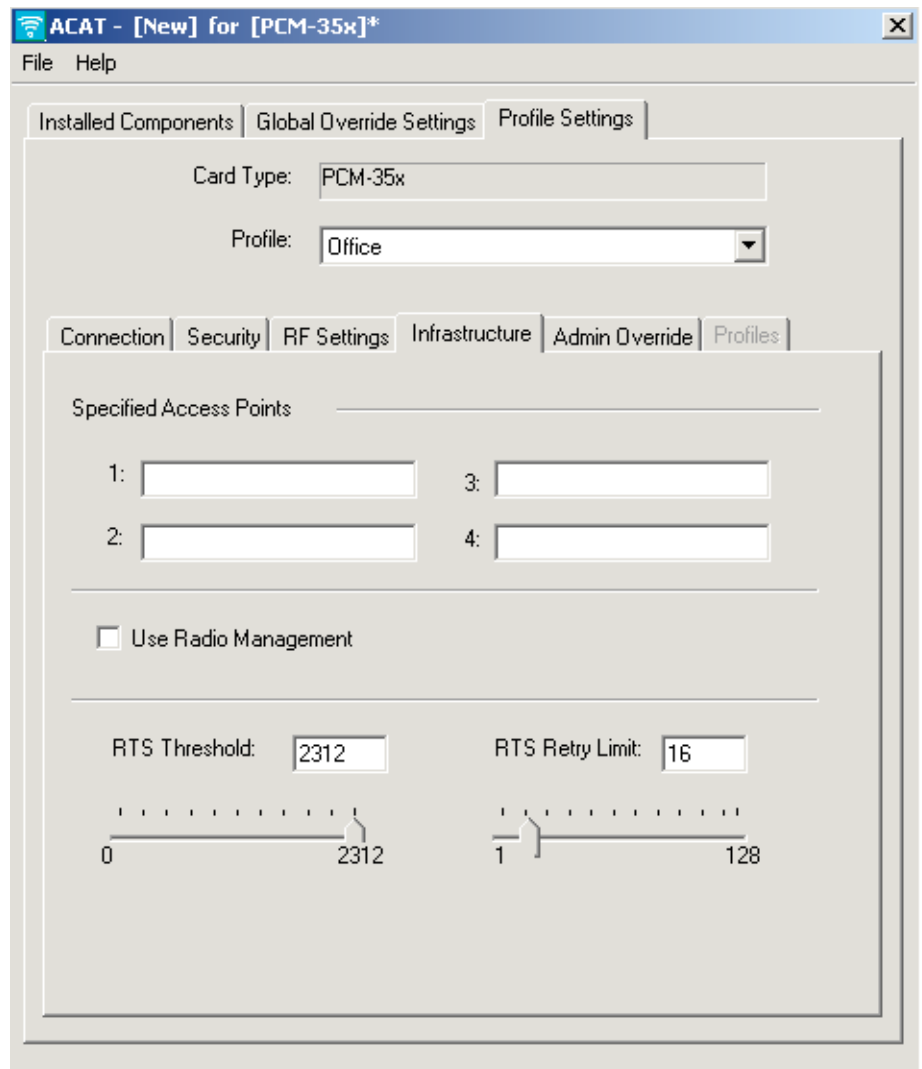 ACAT - [New] for [PCM-35x]*
File Help
Installed Components Global Override Settings Profile Settings
Card Type: PCM-35x
Profile: Office
Connection Security RF Settings Infrastructure Admin Override Profiles
Specified Access Points
1: 3:
2: 4:
Use Radio Management
RTS Threshold: 2312 RTS Retry Limit: 16
0 2312 1 128